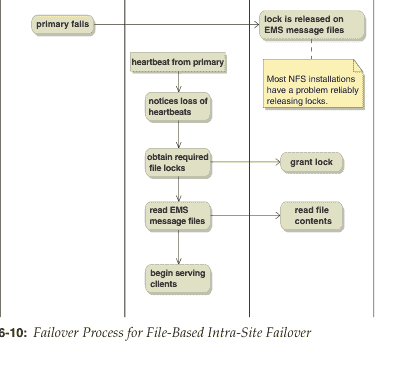 primary fails
lock is released on
EMS message files
heartbeat from primary
Most NFS installations
have a problem reliably
releasing locks.
notices loss of
heartbeats
obtain required
file locks
grant lock
read EMS
message files
read file
contents
begin serving
clients
6-10: Failover Process for File-Based Intra-Site Failover